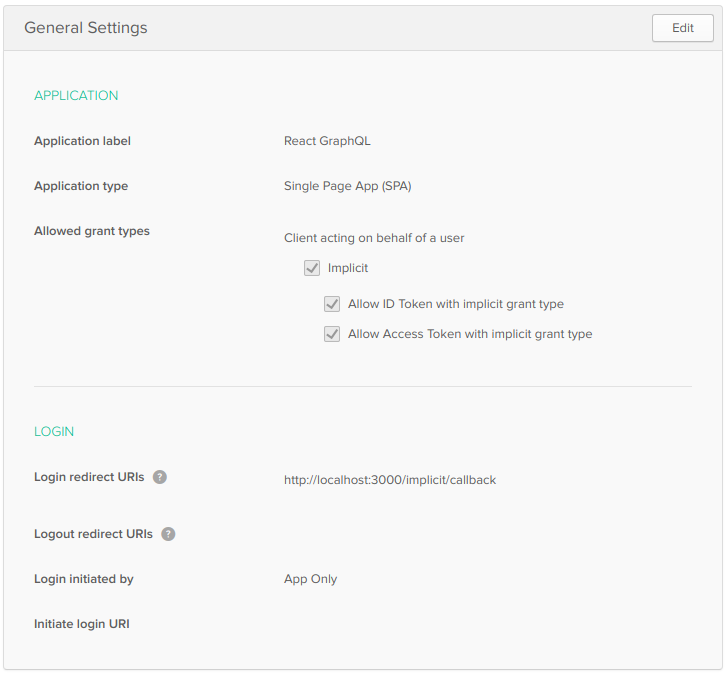 General Settings
Edit
APPLICATION
Application label
React GraphQL
Application type
Single Page App (SPA)
Allowed grant types
Client acting on behalf of a user
Implicit
Allow ID Token with implicit grant type
Allow Access Token with implicit grant type
LOGIN
Login redirect URIs ?
http://localhost:3000/implicit/callback
Logout redirect URIs ?
Login initiated by
App Only
Initiate login URI